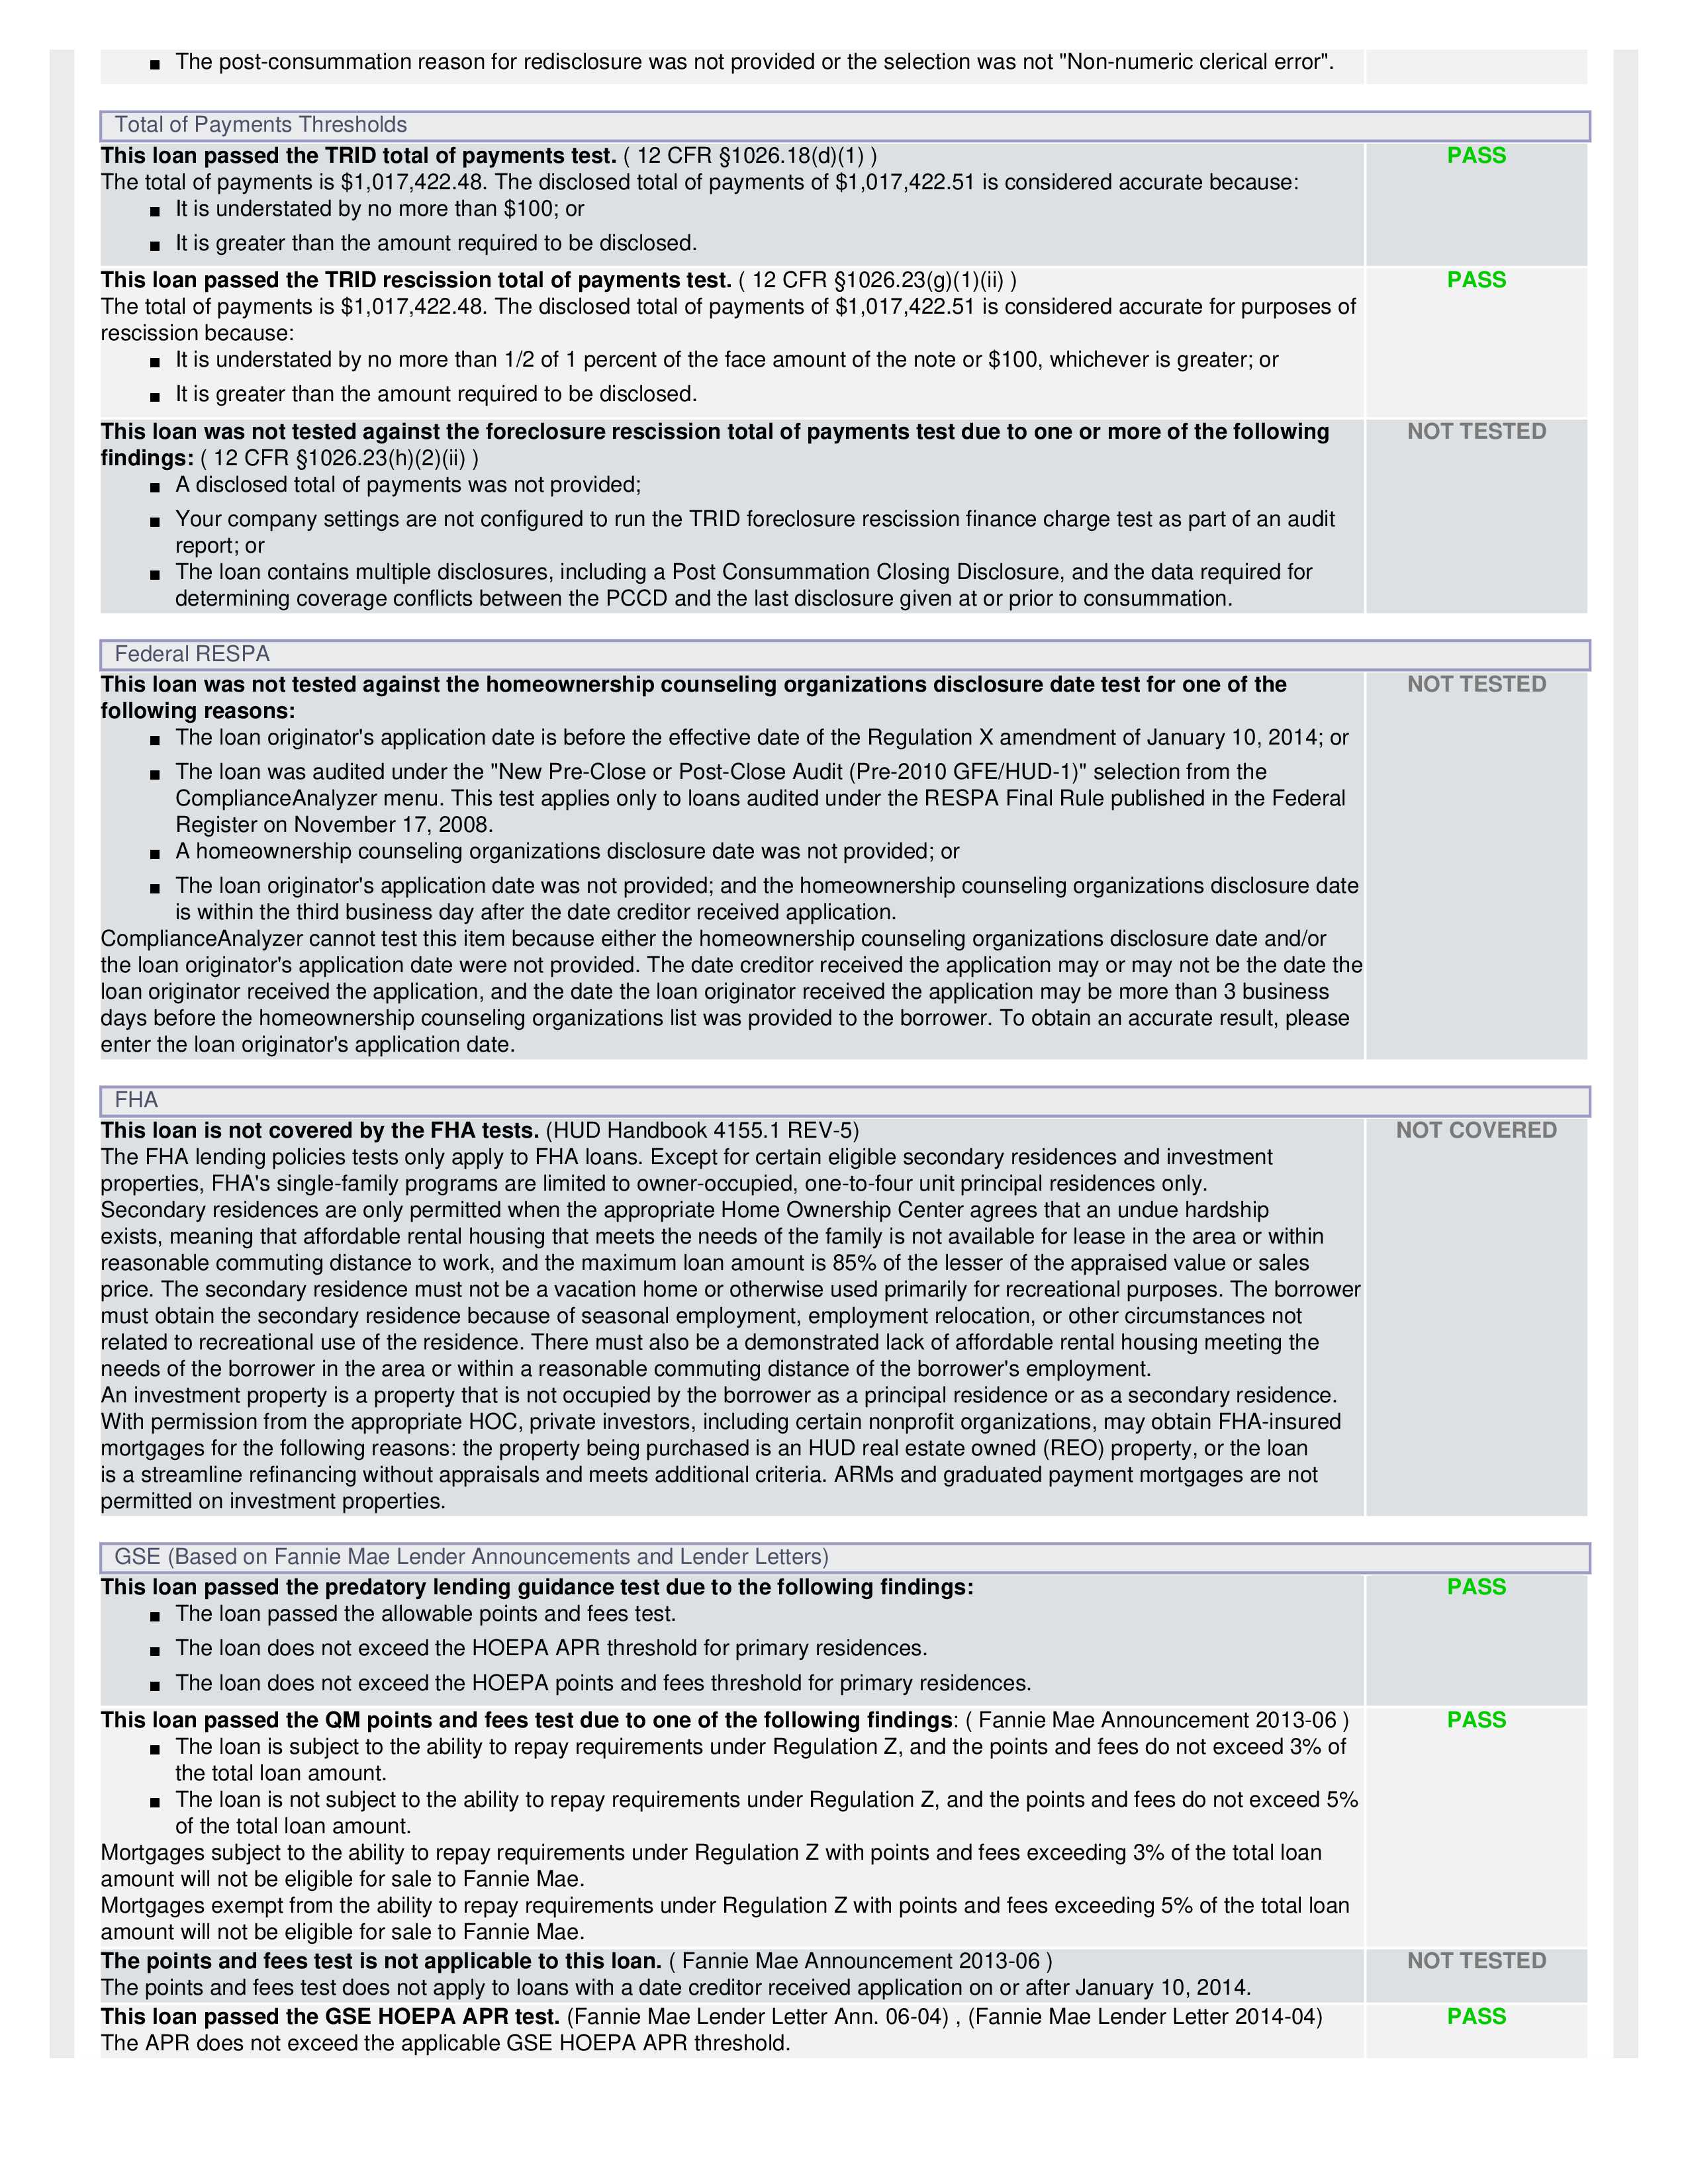 ▪ The post-consummation reason for redisclosure was not provided or the selection was not "Non-numeric clerical error".
Total of Payments Thresholds
This loan passed the TRID total of payments test. ( 12 CFR §1026.18(d)(1) ) PASS
The total of payments is $1,017,422.48. The disclosed total of payments of $1,017,422.51 is considered accurate because:
▪ It is understated by no more than $100; or
▪ It is greater than the amount required to be disclosed.
This loan passed the TRID rescission total of payments test. ( 12 CFR §1026.23(g)(1)(ii) ) PASS
The total of payments is $1,017,422.48. The disclosed total of payments of $1,017,422.51 is considered accurate for purposes of
rescission because:
▪ It is understated by no more than 1/2 of 1 percent of the face amount of the note or $100, whichever is greater; or
▪ It is greater than the amount required to be disclosed.
This loan was not tested against the foreclosure rescission total of payments test due to one or more of the following NOT TESTED
findings: ( 12 CFR §1026.23(h)(2)(ii) )
▪ A disclosed total of payments was not provided;
▪ Your company settings are not configured to run the TRID foreclosure rescission finance charge test as part of an audit
report; or
▪ The loan contains multiple disclosures, including a Post Consummation Closing Disclosure, and the data required for
determining coverage conflicts between the PCCD and the last disclosure given at or prior to consummation.
Federal RESPA
This loan was not tested against the homeownership counseling organizations disclosure date test for one of the NOT TESTED
following reasons:
▪ The loan originator's application date is before the effective date of the Regulation X amendment of January 10, 2014; or
▪ The loan was audited under the "New Pre-Close or Post-Close Audit (Pre-2010 GFE/HUD-1)" selection from the
ComplianceAnalyzer menu. This test applies only to loans audited under the RESPA Final Rule published in the Federal
Register on November 17, 2008.
▪ A homeownership counseling organizations disclosure date was not provided; or
▪ The loan originator's application date was not provided; and the homeownership counseling organizations disclosure date
is within the third business day after the date creditor received application.
ComplianceAnalyzer cannot test this item because either the homeownership counseling organizations disclosure date and/or
the loan originator's application date were not provided. The date creditor received the application may or may not be the date the
loan originator received the application, and the date the loan originator received the application may be more than 3 business
days before the homeownership counseling organizations list was provided to the borrower. To obtain an accurate result, please
enter the loan originator's application date.
FHA
This loan is not covered by the FHA tests. (HUD Handbook 4155.1 REV-5) NOT COVERED
The FHA lending policies tests only apply to FHA loans. Except for certain eligible secondary residences and investment
properties, FHA's single-family programs are limited to owner-occupied, one-to-four unit principal residences only.
Secondary residences are only permitted when the appropriate Home Ownership Center agrees that an undue hardship
exists, meaning that affordable rental housing that meets the needs of the family is not available for lease in the area or within
reasonable commuting distance to work, and the maximum loan amount is 85% of the lesser of the appraised value or sales
price. The secondary residence must not be a vacation home or otherwise used primarily for recreational purposes. The borrower
must obtain the secondary residence because of seasonal employment, employment relocation, or other circumstances not
related to recreational use of the residence. There must also be a demonstrated lack of affordable rental housing meeting the
needs of the borrower in the area or within a reasonable commuting distance of the borrower's employment.
An investment property is a property that is not occupied by the borrower as a principal residence or as a secondary residence.
With permission from the appropriate HOC, private investors, including certain nonprofit organizations, may obtain FHA-insured
mortgages for the following reasons: the property being purchased is an HUD real estate owned (REO) property, or the loan
is a streamline refinancing without appraisals and meets additional criteria. ARMs and graduated payment mortgages are not
permitted on investment properties.
GSE (Based on Fannie Mae Lender Announcements and Lender Letters)
This loan passed the predatory lending guidance test due to the following findings: PASS
▪ The loan passed the allowable points and fees test.
▪ The loan does not exceed the HOEPA APR threshold for primary residences.
▪ The loan does not exceed the HOEPA points and fees threshold for primary residences.
This loan passed the QM points and fees test due to one of the following findings: ( Fannie Mae Announcement 2013-06 ) PASS
▪ The loan is subject to the ability to repay requirements under Regulation Z, and the points and fees do not exceed 3% of
the total loan amount.
▪ The loan is not subject to the ability to repay requirements under Regulation Z, and the points and fees do not exceed 5%
of the total loan amount.
Mortgages subject to the ability to repay requirements under Regulation Z with points and fees exceeding 3% of the total loan
amount will not be eligible for sale to Fannie Mae.
Mortgages exempt from the ability to repay requirements under Regulation Z with points and fees exceeding 5% of the total loan
amount will not be eligible for sale to Fannie Mae.
The points and fees test is not applicable to this loan. ( Fannie Mae Announcement 2013-06 ) NOT TESTED
The points and fees test does not apply to loans with a date creditor received application on or after January 10, 2014.
This loan passed the GSE HOEPA APR test. (Fannie Mae Lender Letter Ann. 06-04) , (Fannie Mae Lender Letter 2014-04) PASS
The APR does not exceed the applicable GSE HOEPA APR threshold.